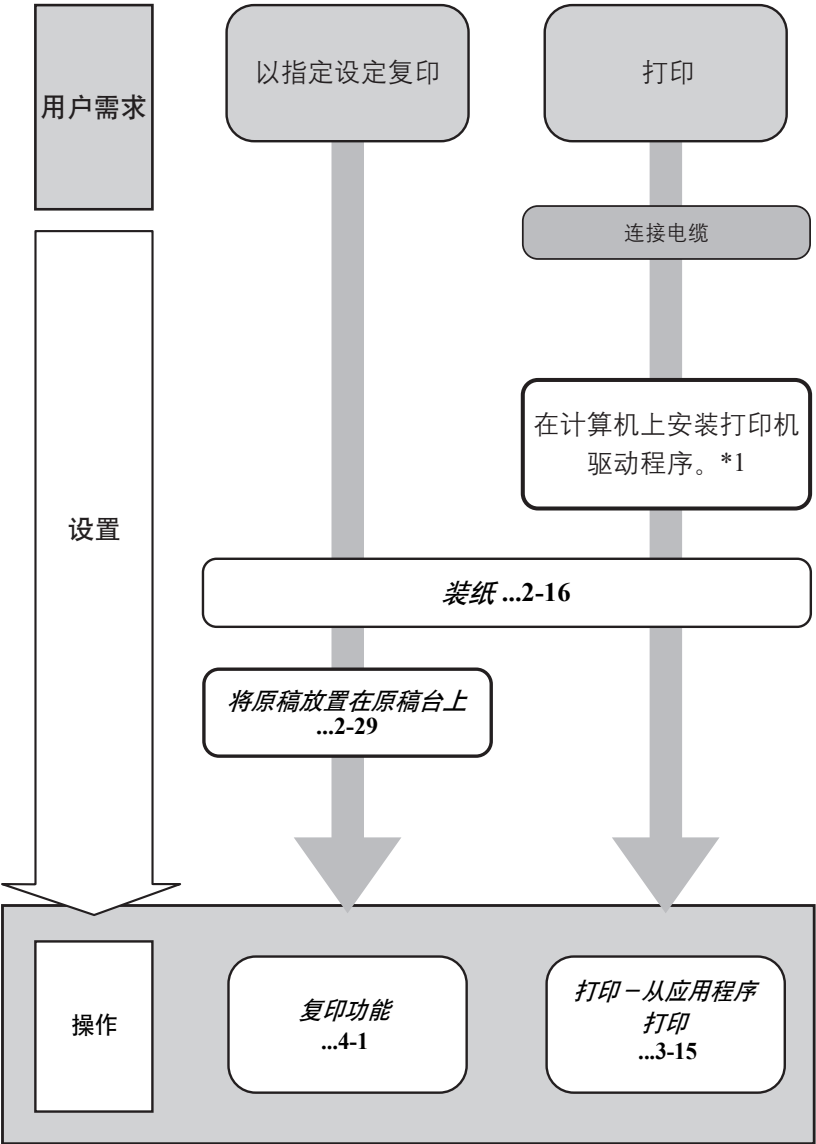 用户需求
以指定设定复印
打印
连接电缆
在计算机上安装打印机
驱动程序。*1
设置
装纸 ...2-16
将原稿放置在原稿台上
...2-29
操作
复印功能
...4-1
打印－从应用程序
打印
...3-15